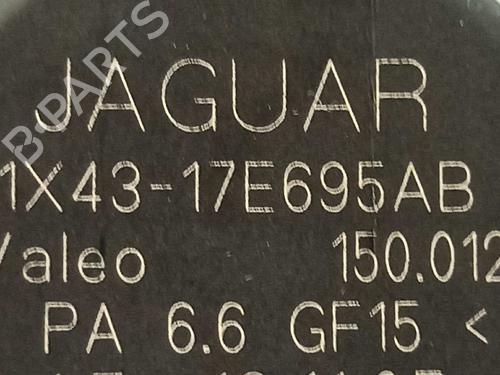 JAGUAR
B-PARTS
1X43-17E695AB
Valeo 150.012
PA 6.6 GF15 <